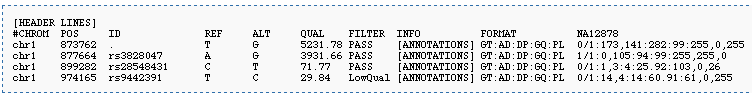 [HEADER LINES]
#CHROM POS ID REF ALT QUAL FILTER INFO FORMAT NA12878
chr1 873762 . T G 5231.78 PASS [ANNOTATIONS] GT:AD:DP:GQ:PL 0/1:173,141:282:99:255,0,255
chr1 877664 rs3828047 A G 3931.66 PASS [ANNOTATIONS] GT:AD:DP:GQ:PL 1/1:0,105:94:99:255,255,0
chr1 899282 rs28548431 C T 71.77 PASS [ANNOTATIONS] GT:AD:DP:GQ:PL 0/1:1,3:4:25.92:103,0,26
chr1 974165 rs9442391 T C 29.84 LowQual [ANNOTATIONS] GT:AD:DP:GQ:PL 0/1:14,4:14:60.91:61,0,255